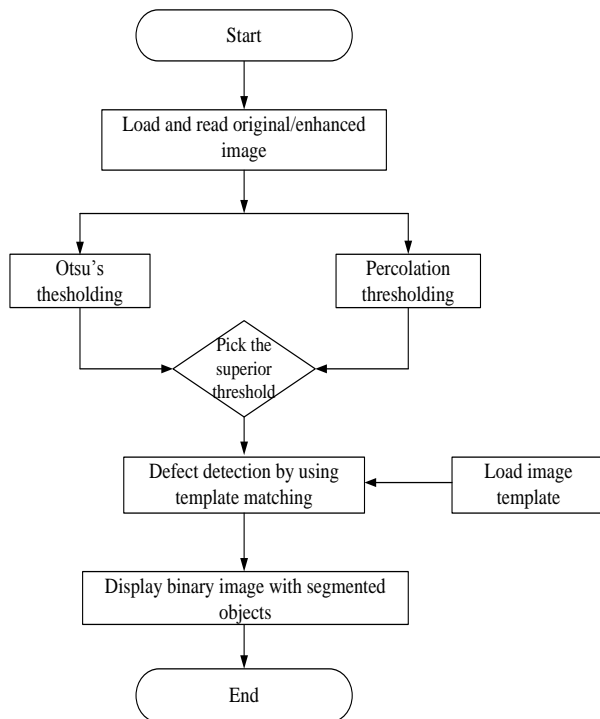 Start
Load and read original/enhanced
image
Otsu's
thesholding
Percolation
thresholding
Pick the
superior
threshold
Defect detection by using
template matching
Load image
template
Display binary image with segmented
objects
End